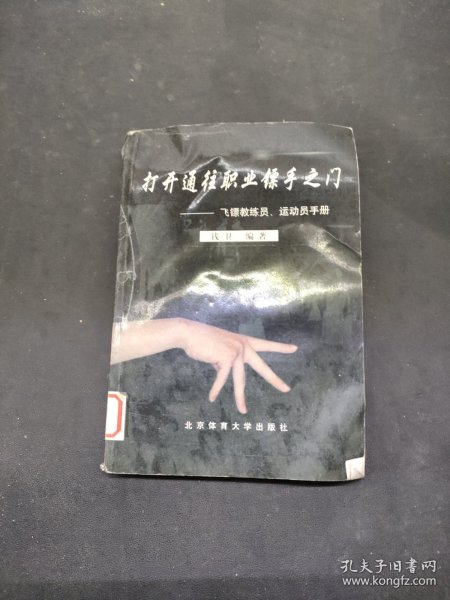 打开通往职业镖手之门
——飞镖教练员、运动员手册
钱卫 编著
北京体育大学出版社
孔夫子旧书网
www.kongfz.com